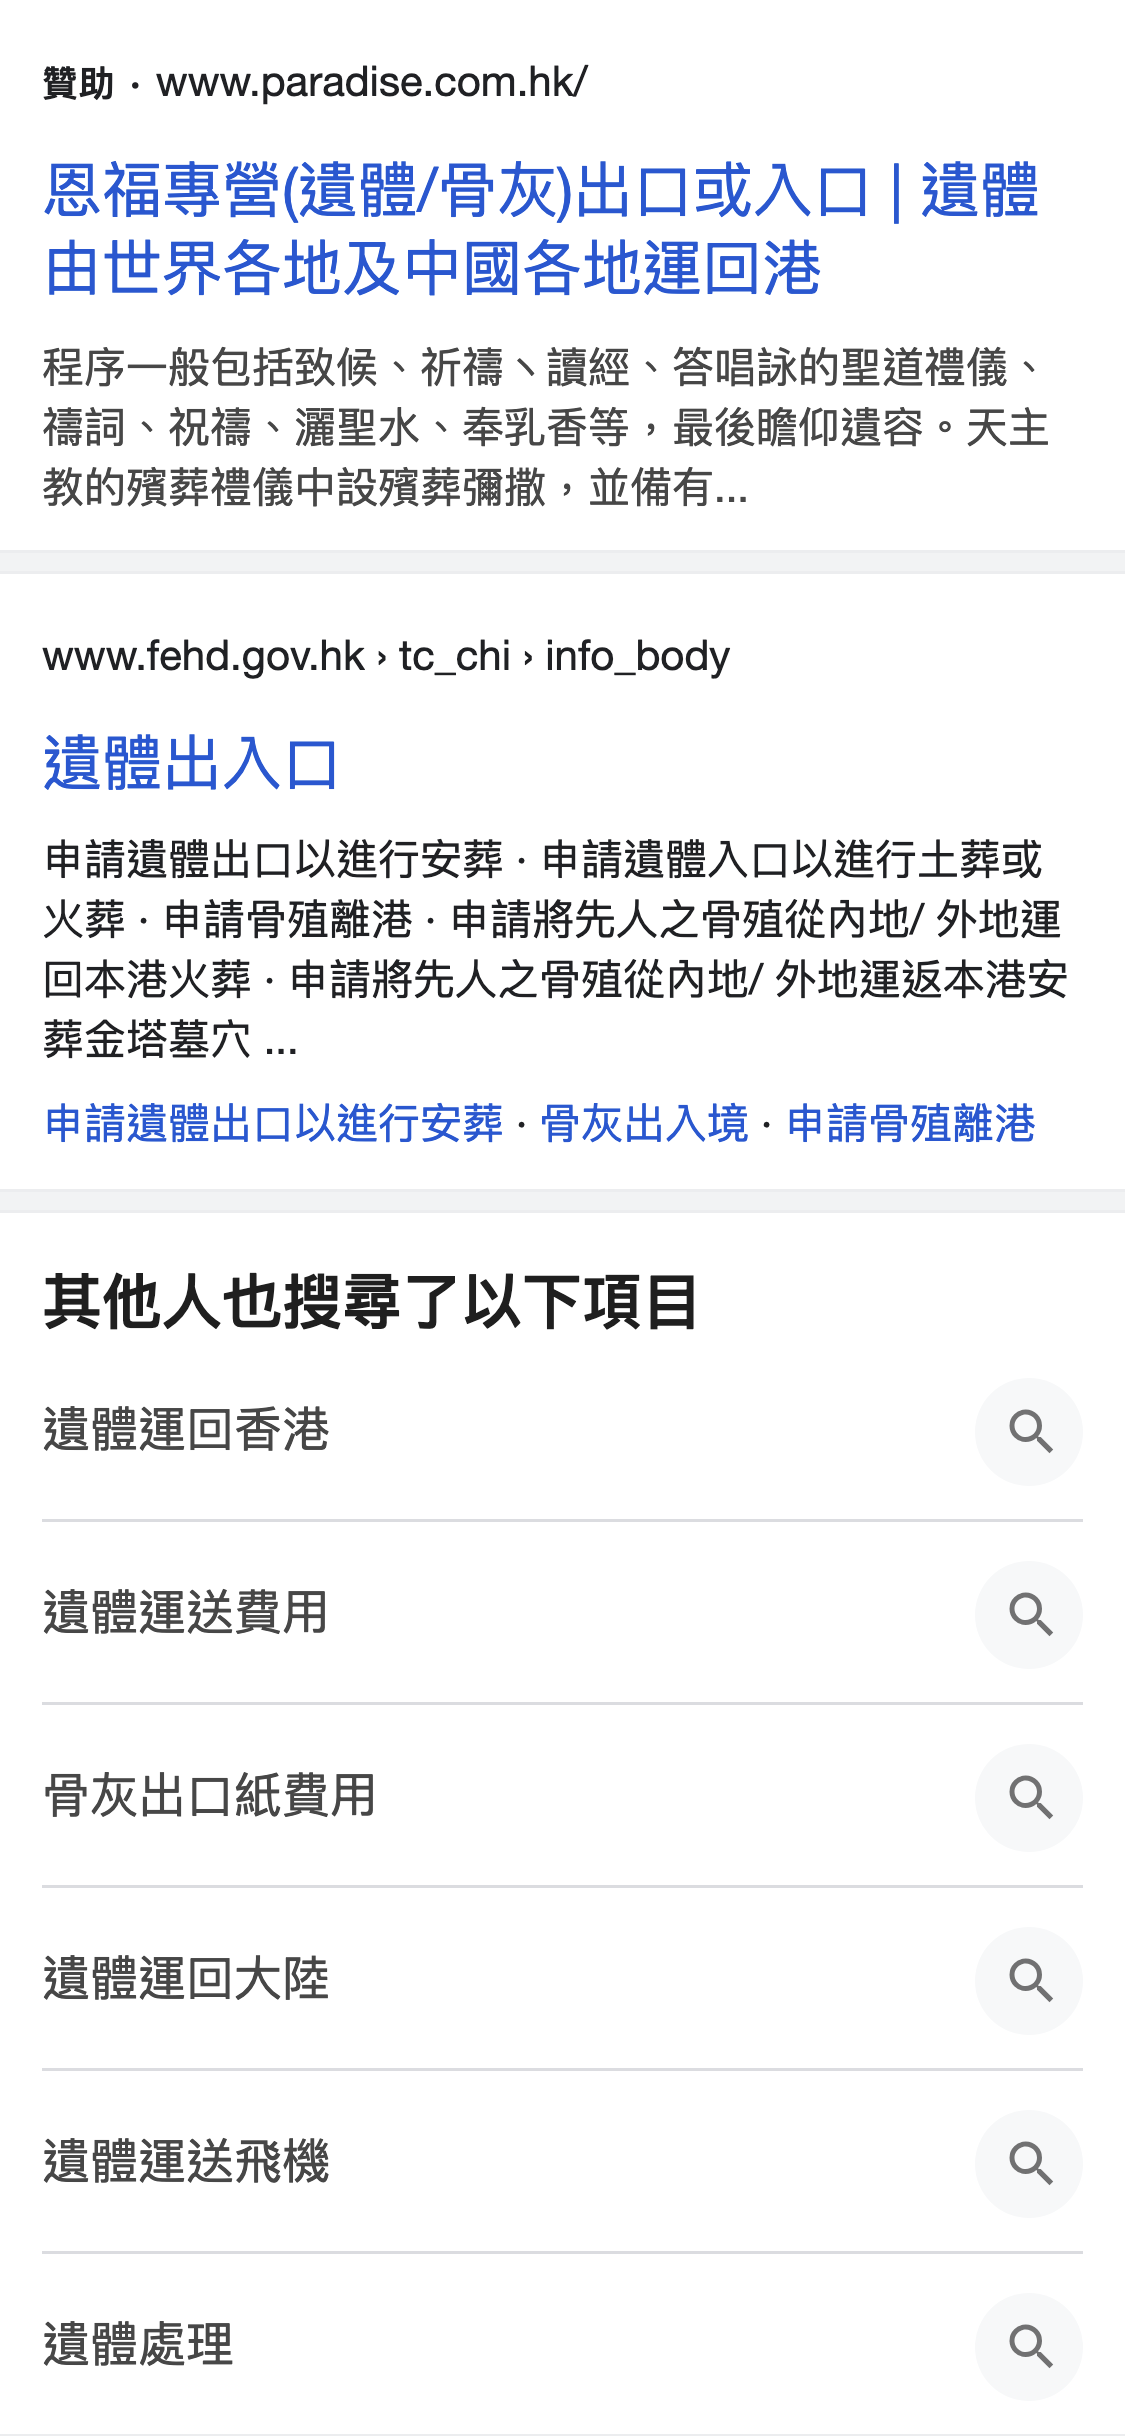 贊助 · www.paradise.com.hk/
恩福專營(遺體/骨灰)出口或入口 | 遺體
由世界各地及中國各地運回港
程序一般包括致候、祈禱丶讀經、答唱詠的聖道禮儀、
禱詞、祝禱、灑聖水、奉乳香等，最後瞻仰遺容。天主
教的殯葬禮儀中設殯葬彌撒，並備有...
www.fehd.gov.hk › tc_chi › info_body
遺體出入口
申請遺體出口以進行安葬 · 申請遺體入口以進行土葬或
火葬 · 申請骨殖離港 · 申請將先人之骨殖從內地/ 外地運
回本港火葬 · 申請將先人之骨殖從內地/ 外地運返本港安
葬金塔墓穴 ...
申請遺體出口以進行安葬 · 骨灰出入境 · 申請骨殖離港
其他人也搜尋了以下項目
遺體運回香港
遺體運送費用
骨灰出口紙費用
遺體運回大陸
遺體運送飛機
遺體處理